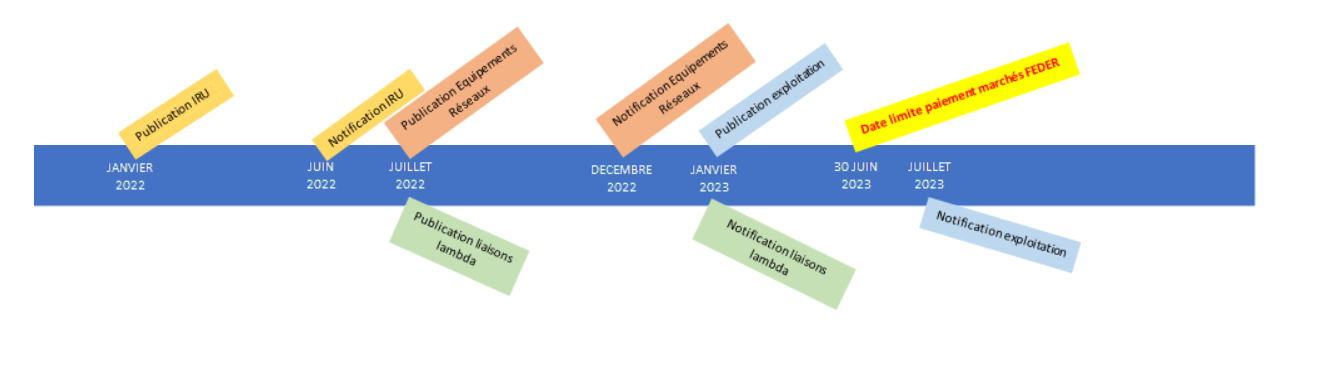 Publication IRU
Notification IRU
Publication Equipements
Réseaux
Notification Equipements
Réseaux
Publication exploitation
Date limite paiement marchés FEDER
JANVIER
2022
JUIN
2022
JUILLET
2022
DECEMBRE
2022
JANVIER
2023
30 JUIN
2023
JUILLET
2023
Publication liaisons
lambda
Notification liaisons
lambda
Notification exploitation